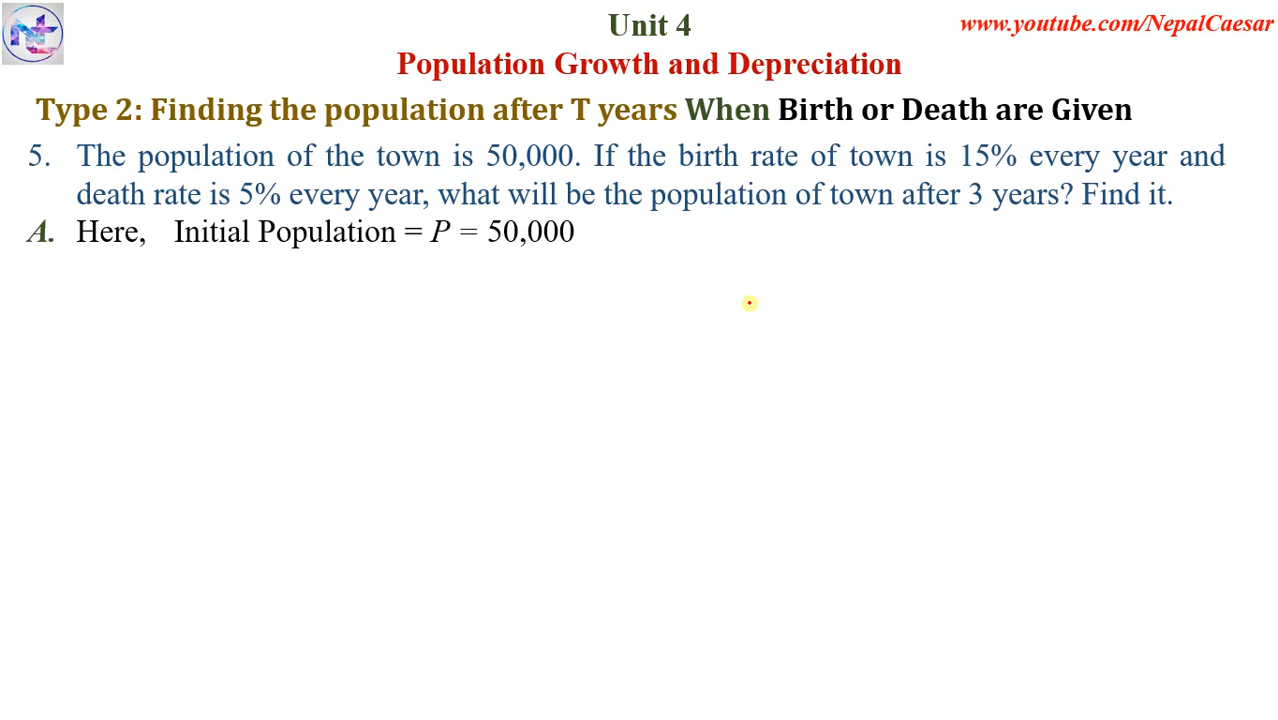 Unit 4
www.youtube.com/NepalCaesar
Population Growth and Depreciation
Type 2: Finding the population after T years When Birth or Death are Given
5. The population of the town is 50,000. If the birth rate of town is 15% every year and
death rate is 5% every year, what will be the population of town after 3 years? Find it.
A. Here, Initial Population = P = 50,000